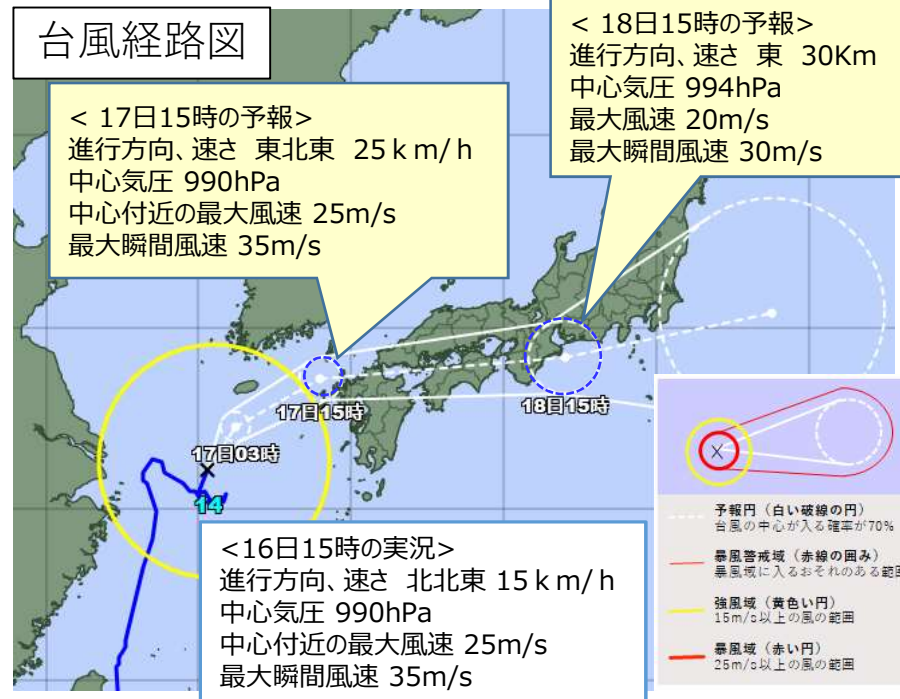 台風経路図
< 18日15時の予報>
進行方向、速さ 東 30Km
中心気圧 994hPa
最大風速 20m/s
最大瞬間風速 30m/s
< 17日15時の予報>
進行方向、速さ 東北東 25ｋｍ/ｈ
中心気圧 990hPa
中心付近の最大風速 25m/s
最大瞬間風速 35m/s
17日15時
18日15時
17日03時
14
<16日15時の実況>
進行方向、速さ 北北東 15ｋｍ/ｈ
中心気圧 990hPa
中心付近の最大風速 25m/s
最大瞬間風速 35m/s
予報円（白い破線の円）
台風の中心が入る確率が70%
暴風警戒域（赤線の囲み）
暴風域に入るおそれのある範囲
強風域（黄色い円）
15m/s以上の風の範囲
暴風域（赤い円）
25m/s以上の風の範囲